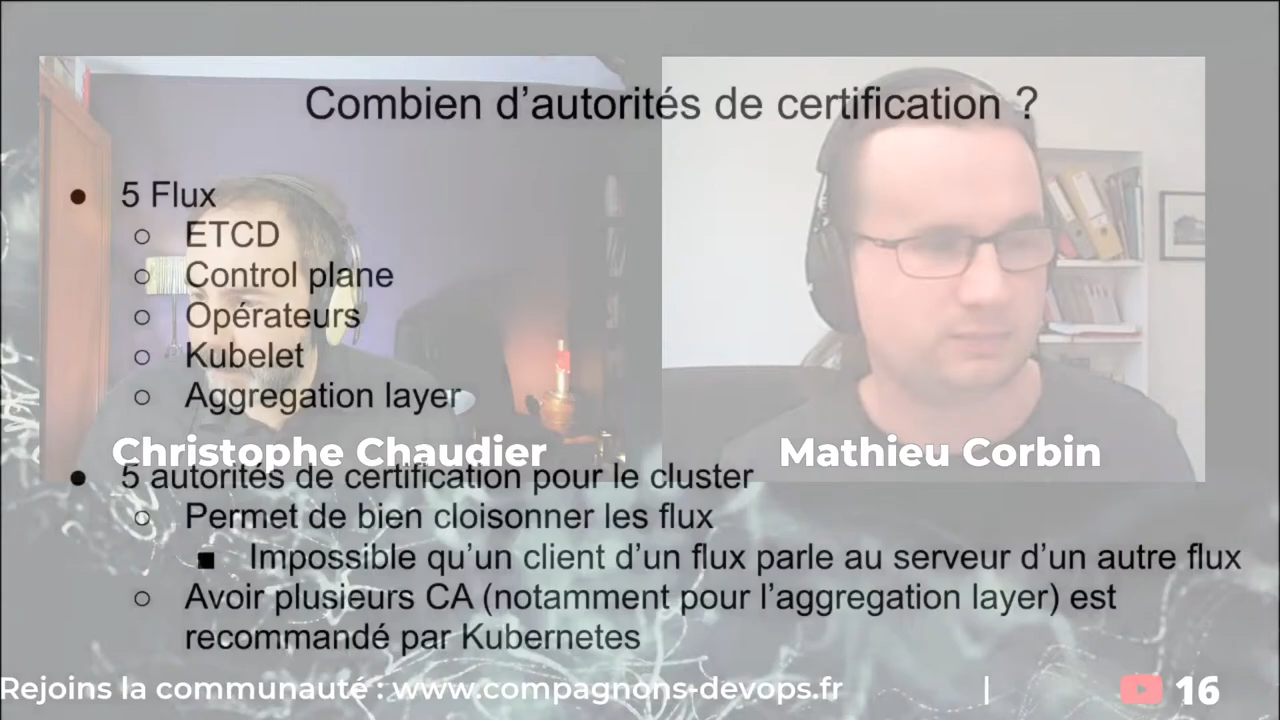 Combien d’autorités de certification ?
● 5 Flux
○ ETCD
○ Control plane
○ Opérateurs
○ Kubelet
○ Aggregation layer
Christophe Chaudier
Mathieu Corbin
● 5 autorités de certification pour le cluster
○ Permet de bien cloisonner les flux
■ Impossible qu’un client d’un flux parle au serveur d’un autre flux
○ Avoir plusieurs CA (notamment pour l’aggregation layer) est
recommandé par Kubernetes
Rejoins la communauté : www.compagnons-devops.fr | 16